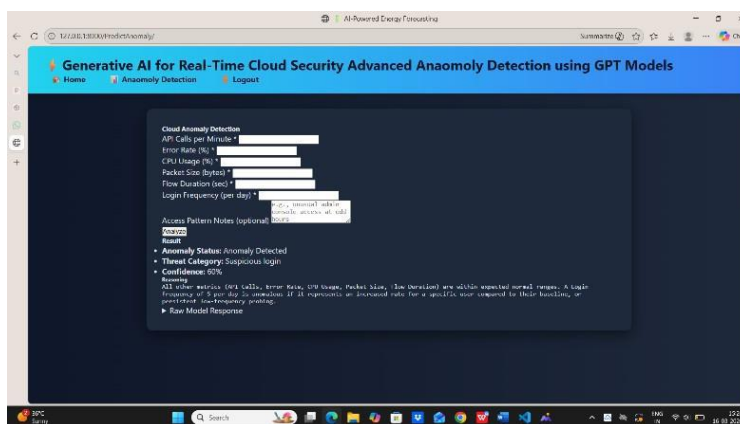 AI-Powered Energy Forecasting
127.0.0.1:8000/PredictAnomaly/
Summarize
Generative AI for Real-Time Cloud Security Advanced Anaomoly Detection using GPT Models
Home
Anaomoly Detection
Logout
Cloud Anomaly Detection
API Calls per Minute *
Error Rate (%) *
CPU Usage (%) *
Packet Size (bytes) *
Flow Duration (sec) *
Login Frequency (per day) *
e.g., unusual admin
console access at odd
hours
Access Pattern Notes (optional)
Analyze
Result
Anomaly Status: Anomaly Detected
Threat Category: Suspicious login
Confidence: 60%
Reasoning
All other metrics (API Calls, Error Rate, CPU Usage, Packet Size, Flow Duration) are within expected normal ranges. A Login
Frequency of 5 per day is anomalous if it represents an increased rate for a specific user compared to their baseline, or
persistent low-frequency probing.
Raw Model Response
36°C
Sunny
Search
ENG
IN